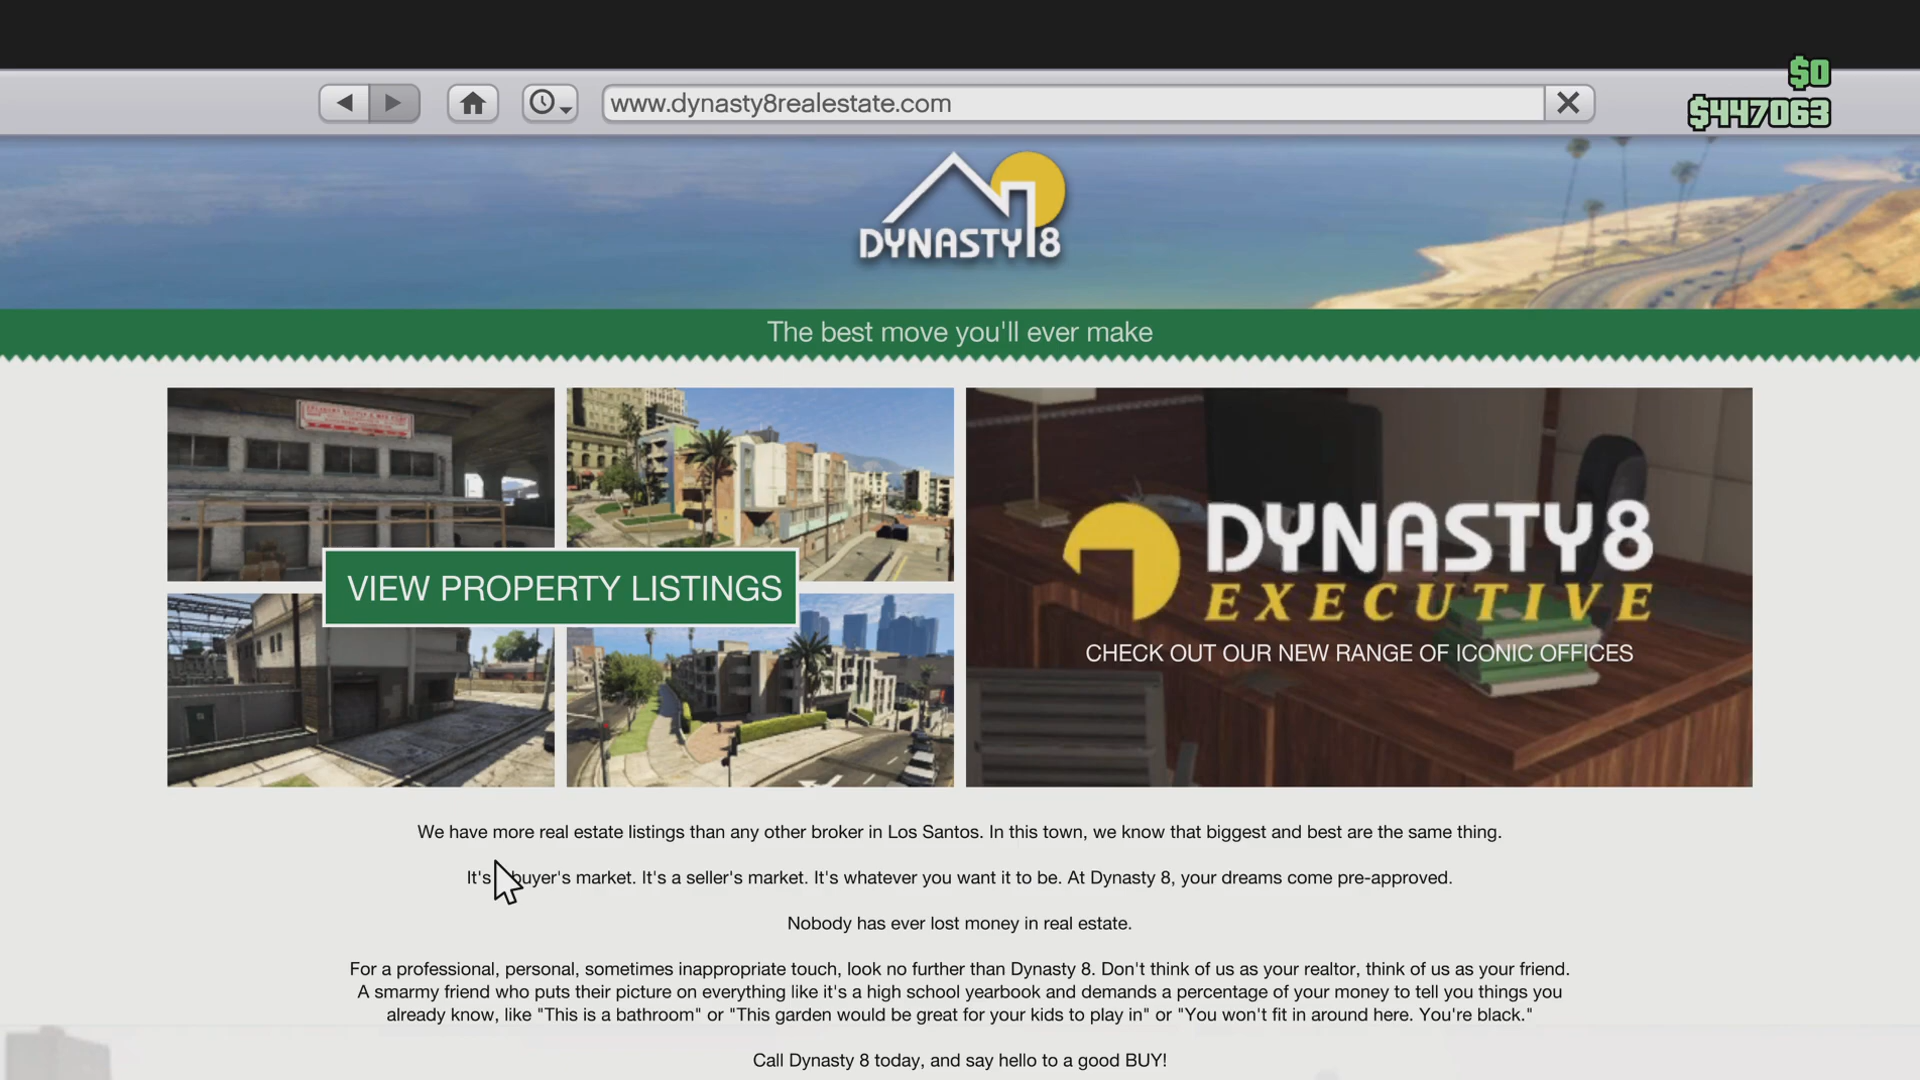 $0
www.dynasty8realestate.com
$447063
DYNASTY 8
The best move you'll ever make
VIEW PROPERTY LISTINGS
DYNASTY8
EXECUTIVE
CHECK OUT OUR NEW RANGE OF ICONIC OFFICES
We have more real estate listings than any other broker in Los Santos. In this town, we know that biggest and best are the same thing.
It's buyer's market. It's a seller's market. It's whatever you want it to be. At Dynasty 8, your dreams come pre-approved.
Nobody has ever lost money in real estate.
For a professional, personal, sometimes inappropriate touch, look no further than Dynasty 8. Don't think of us as your realtor, think of us as your friend.
A smarmy friend who puts their picture on everything like it's a high school yearbook and demands a percentage of your money to tell you things you
already know, like "This is a bathroom" or "This garden would be great for your kids to play in" or "You won't fit in around here. You're black."
Call Dynasty 8 today, and say hello to a good BUY!